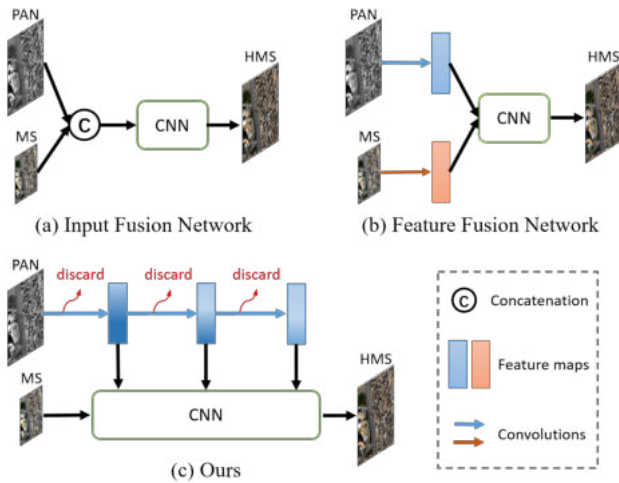 PAN
MS
C
CNN
HMS
(a) Input Fusion Network
PAN
MS
CNN
HMS
(b) Feature Fusion Network
PAN
discard
discard
discard
MS
CNN
HMS
(c) Ours
C Concatenation
Feature maps
Convolutions